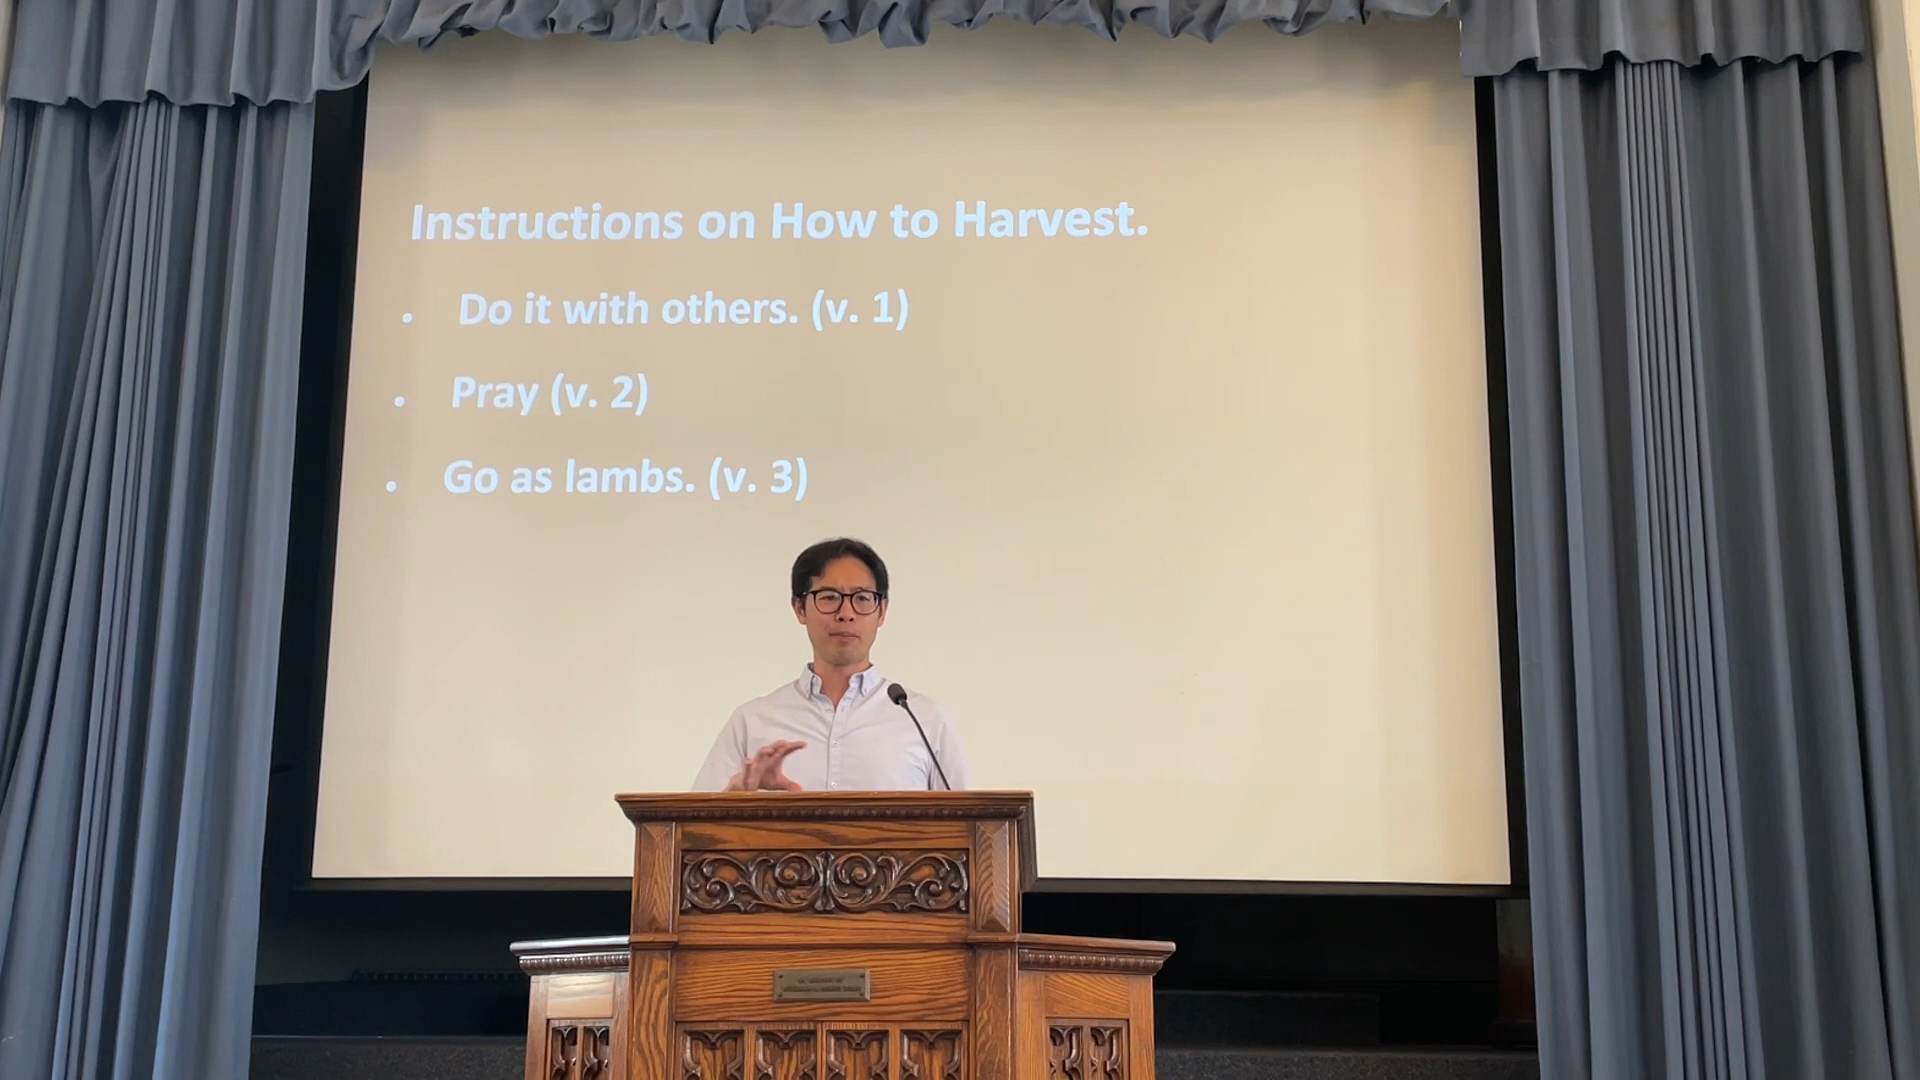 Instructions on How to Harvest.
• Do it with others. (v. 1)
• Pray (v. 2)
• Go as lambs. (v. 3)